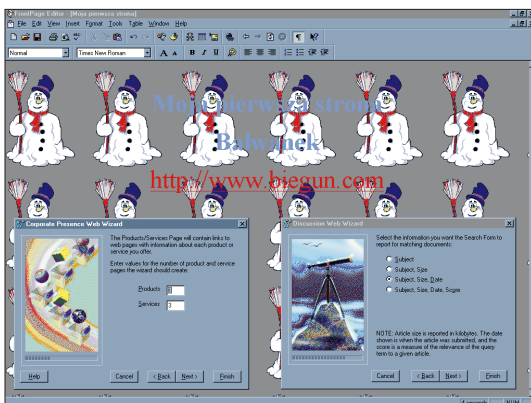 FrontPage Editor - [Moja pierwsza strona]
File Edit View Insert Format Tools Table Window Help
Normal Times New Roman A A B I U
Moja pierwsza strona
Bałwanek
http://www.biegun.com
Corporate Presence Web Wizard
The Products/Services Page will contain links to
web pages with information about each product or
service you offer.
Enter values for the number of product and service
pages the wizard should create:
Products
Services 3
Help Cancel < Back Next > Finish
Discussion Web Wizard
Select the information you want the Search Form to
report for matching documents:
Subject
Subject, Size
Subject, Size, Date
Subject, Size, Date, Score
NOTE: Article size is reported in kilobytes. The date
shown is when the article was submitted, and the
score is a measure of the relevance of the query
term to a given article.
Cancel < Back Next > Finish
NUM